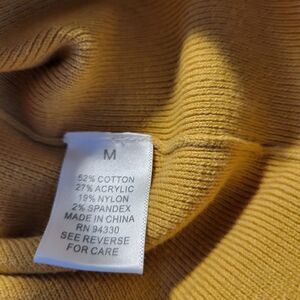 M
52% COTTON
27% ACRYLIC
19% NYLON
2% SPANDEX
MADE IN CHINA
RN 94330
SEE REVERSE
FOR CARE